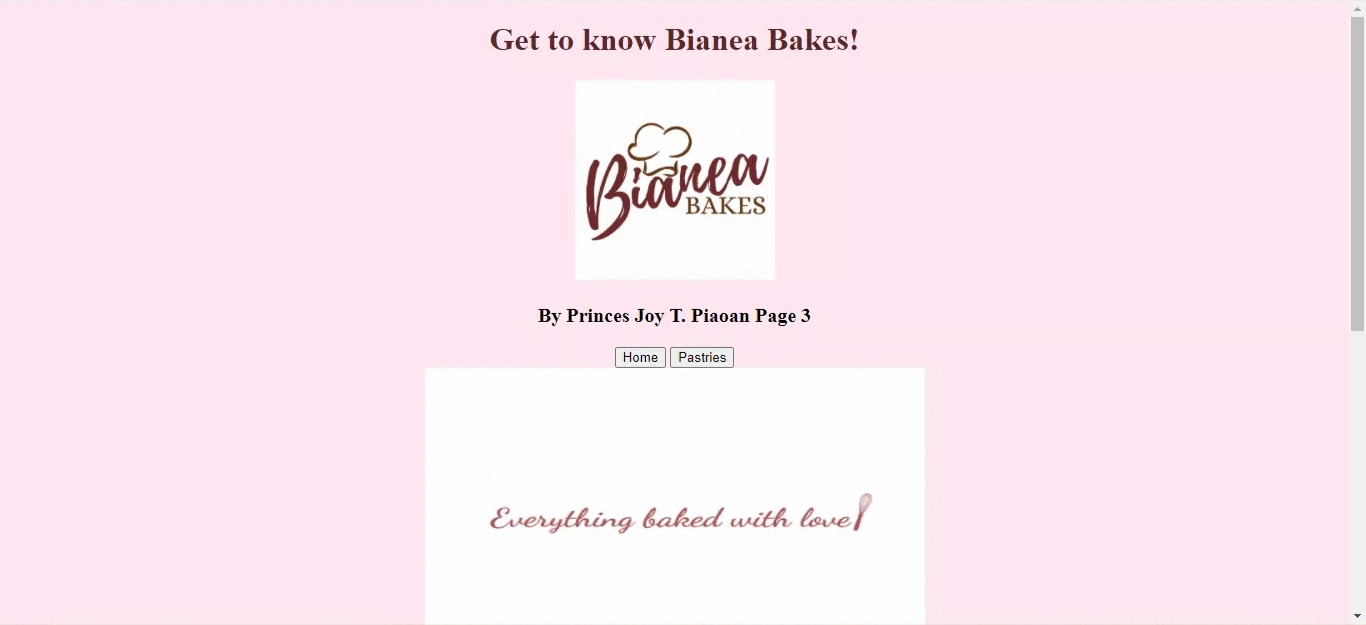 Get to know Bianea Bakes!
Bianea
BAKES
By Princes Joy T. Piaoan Page 3
Home Pastries
Everything baked with love